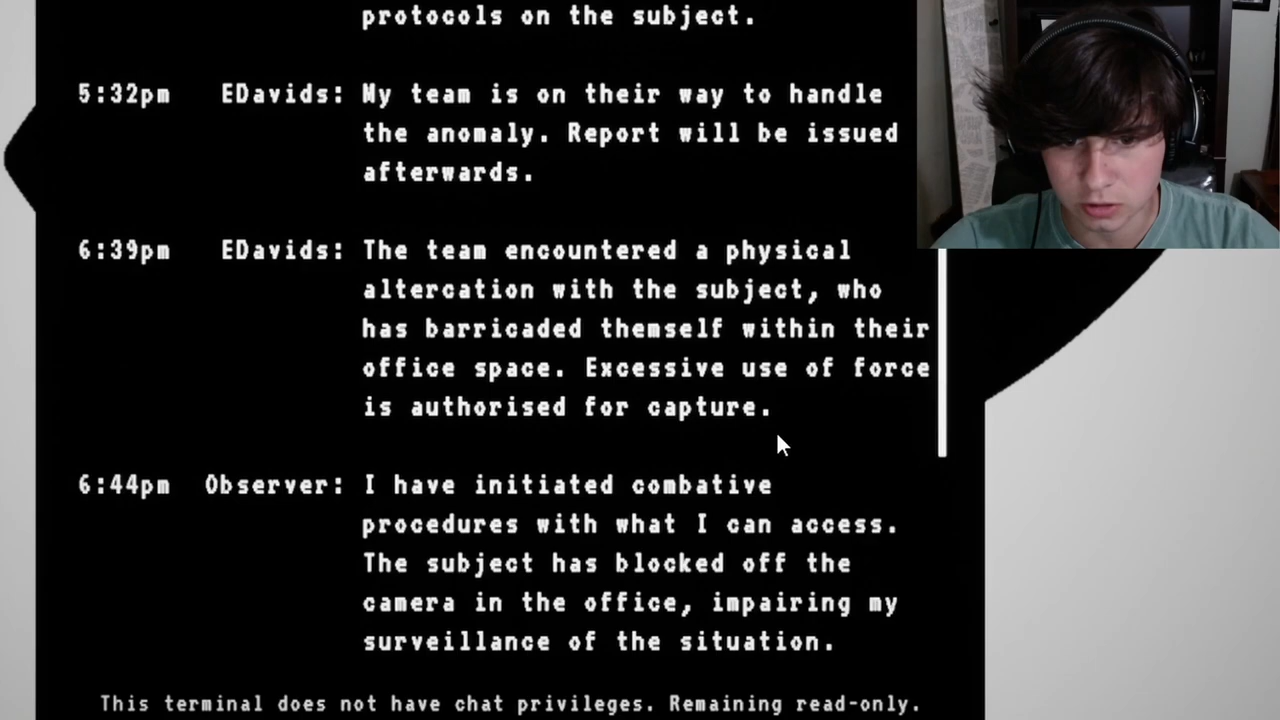 protocols on the subject.
5:32pm EDavids: My team is on their way to handle
the anomaly. Report will be issued
afterwards.
6:39pm EDavids: The team encountered a physical
altercation with the subject, who
has barricaded themself within their
office space. Excessive use of force
is authorised for capture.
6:44pm Observer: I have initiated combative
procedures with what I can access.
The subject has blocked off the
camera in the office, impairing my
surveillance of the situation.
This terminal does not have chat privileges. Remaining read-only.